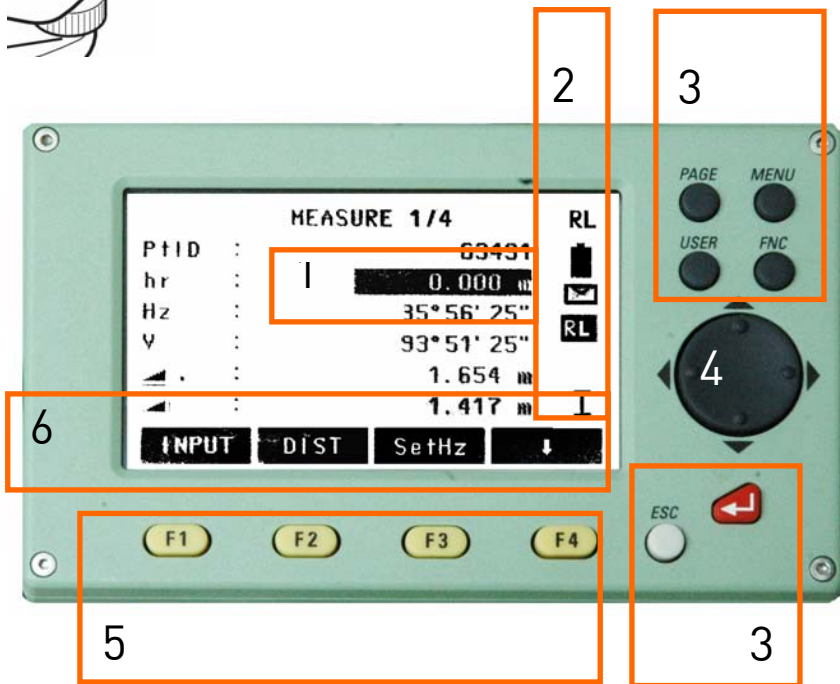 2
3
PAGE MENU
MEASURE 1/4 RL
USER FNC
PtID : 63431
1
hr : 0.000 m
Hz : 35°56'25"
RL
V : 93°51'25"
4
. : 1.654 m
: 1.417 m
6
INPUT DIST SetHz
ESC
F1 F2 F3 F4
5
3